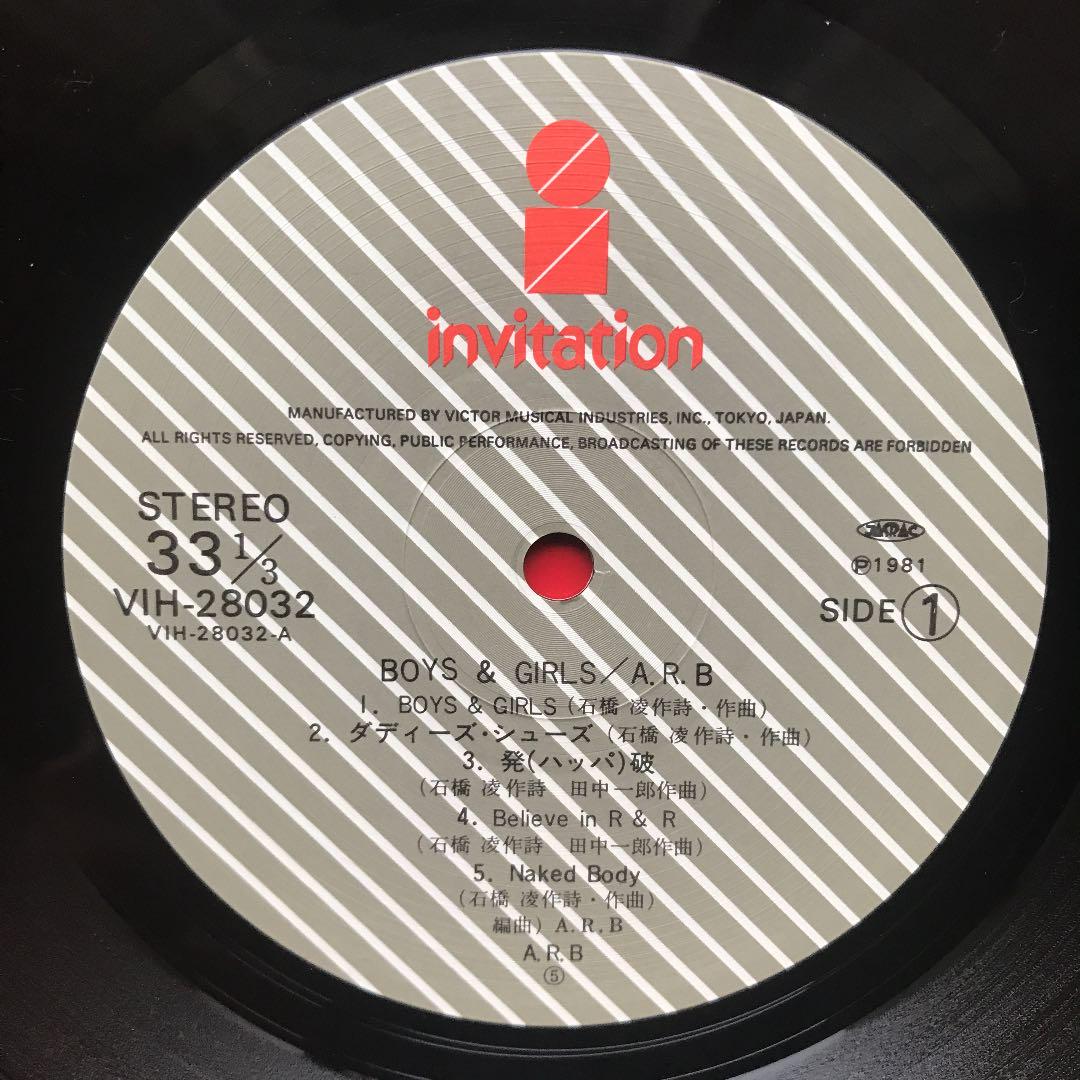 invitation
MANUFACTURED BY VICTOR MUSICAL INDUSTRIES, INC., TOKYO, JAPAN.
ALL RIGHTS RESERVED, COPYING, PUBLIC PERFORMANCE, BROADCASTING OF THESE RECORDS ARE FORBIDDEN
STEREO
33 1/3
VIH-28032
VIH-28032-A
JASRAC
Ⓟ1981
SIDE ①
BOYS & GIRLS／A.R.B
1. BOYS & GIRLS (石橋 凌作詩・作曲)
2. ダディーズ・シューズ (石橋 凌作詩・作曲)
3. 発(ハッパ)破
(石橋 凌作詩　田中一郎作曲)
4. Believe in R & R
(石橋 凌作詩　田中一郎作曲)
5. Naked Body
(石橋 凌作詩・作曲)
編曲) A.R.B
A.R.B
⑤